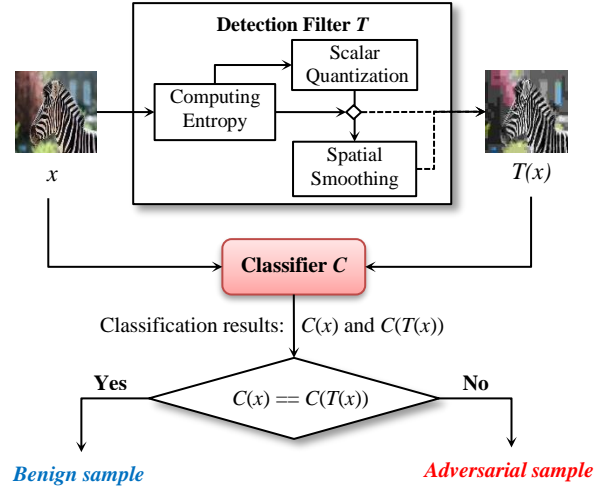 Detection Filter T
Scalar
Quantization
Computing
Entropy
Spatial
Smoothing
x
T(x)
Classifier C
Classification results: C(x) and C(T(x))
Yes
No
C(x) == C(T(x))
Benign sample
Adversarial sample